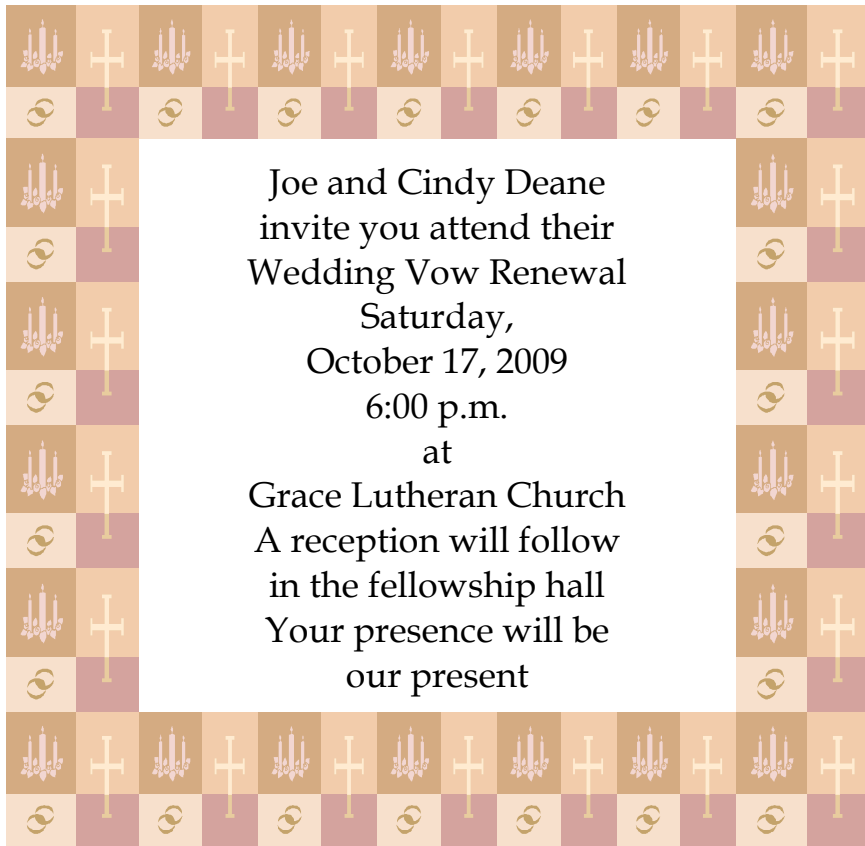 Joe and Cindy Deane
invite you attend their
Wedding Vow Renewal
Saturday,
October 17, 2009
6:00 p.m.
at
Grace Lutheran Church
A reception will follow
in the fellowship hall
Your presence will be
our present